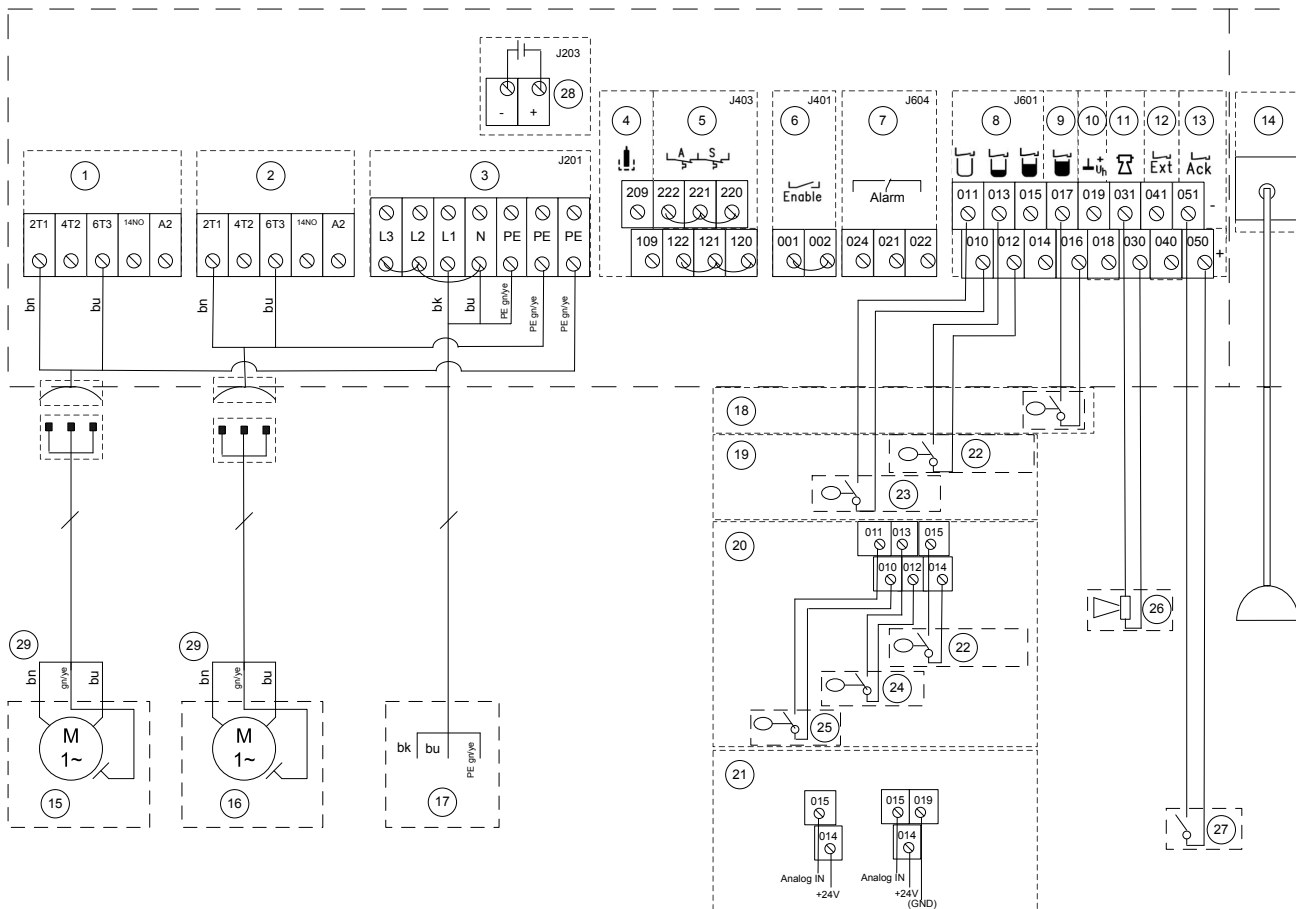 J203
28
- +
J403
J401
J604
J601
4 5 6 7 8 9 10 11 12 13 14
A S
Enable
Alarm
+
Uh
Ext Ack
1 2 3
J201
2T1 4T2 6T3 14NO A2
2T1 4T2 6T3 14NO A2
L3 L2 L1 N PE PE PE
209 222 221 220
109 122 121 120
001 002
024 021 022
011 013 015 017 019 031 041 051 -
010 012 014 016 018 030 040 050 +
bn bu
bn bu
bk bu PE gn/ye PE gn/ye PE gn/ye
18
19
22
23
20
011 013 015
010 012 014
22
24
25
26
29 29
bn gn/ye bu
bn gn/ye bu
M
1~
M
1~
15 16
bk bu PE gn/ye
17
21
015 015 019
014 014
Analog IN
+24V
Analog IN
+24V
(GND)
27